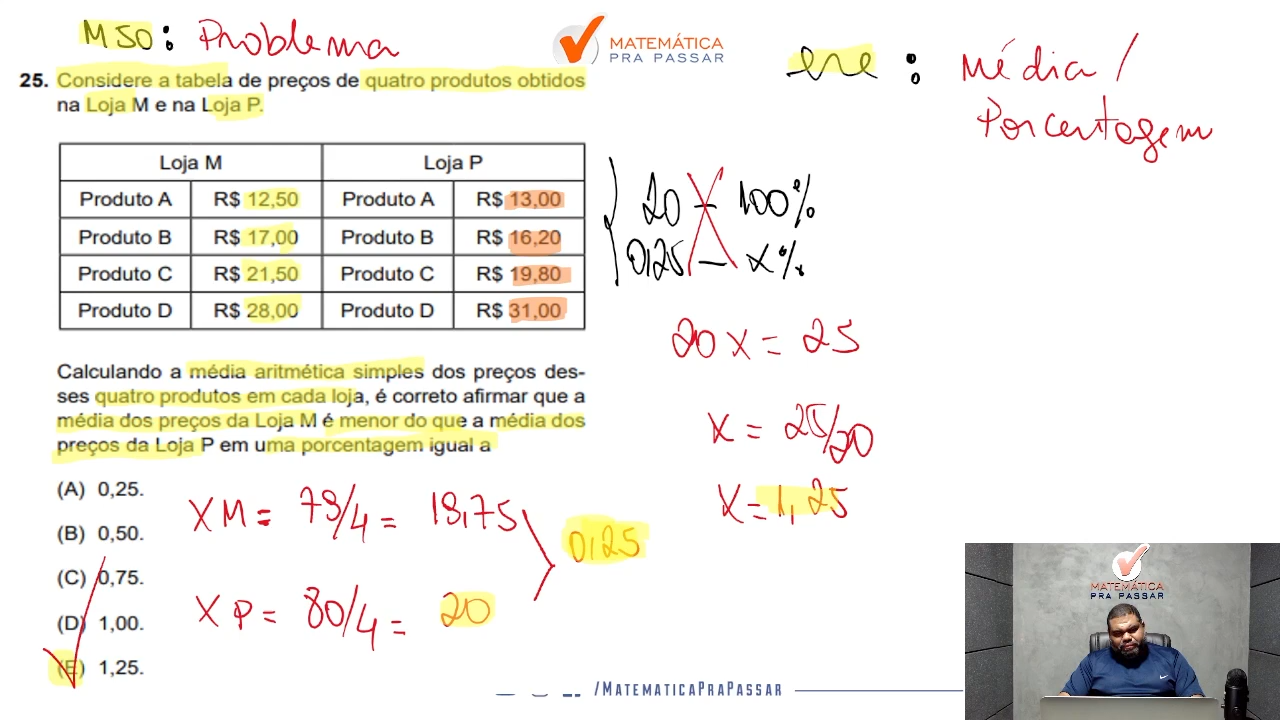 M50: Problema
MATEMÁTICA
PRA PASSAR
ere : Média /
Porcentagem
25. Considere a tabela de preços de quatro produtos obtidos
na Loja M e na Loja P.
Loja M Loja P
Produto A R$ 12,50 Produto A R$ 13,00
Produto B R$ 17,00 Produto B R$ 16,20
Produto C R$ 21,50 Produto C R$ 19,80
Produto D R$ 28,00 Produto D R$ 31,00
20 – 100%
0,25 – x%
20x = 25
x = 25/20
x = 1,25
Calculando a média aritmética simples dos preços des-
ses quatro produtos em cada loja, é correto afirmar que a
média dos preços da Loja M é menor do que a média dos
preços da Loja P em uma porcentagem igual a
(A) 0,25.
(B) 0,50.
(C) 0,75.
(D) 1,00.
(E) 1,25.
XM = 79/4 = 19,75
0,25
XP = 80/4 = 20
MATEMÁTICA
PRA PASSAR
/MATEMATICAPRAPASSAR